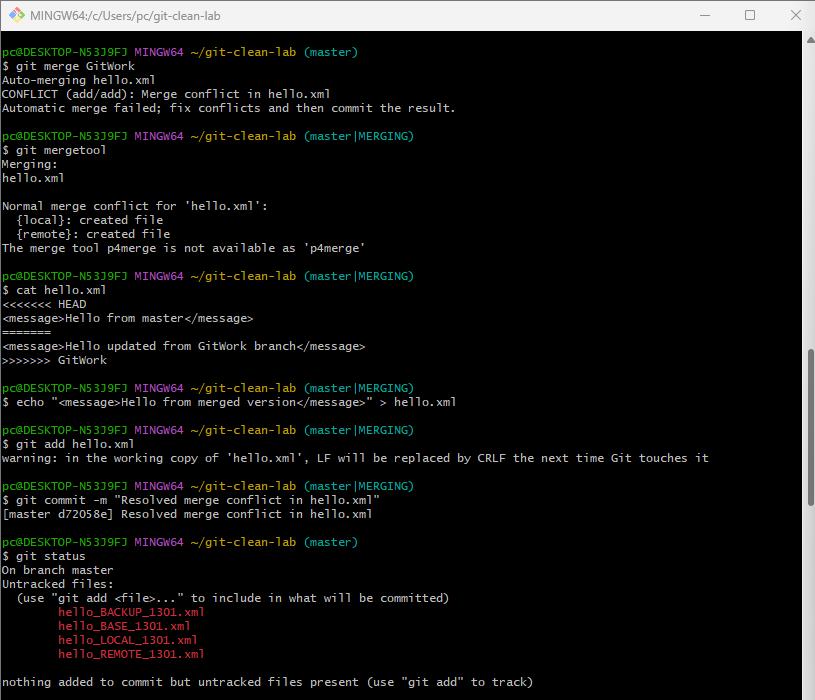 MINGW64:/c/Users/pc/git-clean-lab
pc@DESKTOP-N53J9FJ MINGW64 ~/git-clean-lab (master)
$ git merge GitWork
Auto-merging hello.xml
CONFLICT (add/add): Merge conflict in hello.xml
Automatic merge failed; fix conflicts and then commit the result.
pc@DESKTOP-N53J9FJ MINGW64 ~/git-clean-lab (master|MERGING)
$ git mergetool
Merging:
hello.xml
Normal merge conflict for 'hello.xml':
  {local}: created file
  {remote}: created file
The merge tool p4merge is not available as 'p4merge'
pc@DESKTOP-N53J9FJ MINGW64 ~/git-clean-lab (master|MERGING)
$ cat hello.xml
<<<<<<< HEAD
<message>Hello from master</message>
=======
<message>Hello updated from GitWork branch</message>
>>>>>>> GitWork
pc@DESKTOP-N53J9FJ MINGW64 ~/git-clean-lab (master|MERGING)
$ echo "<message>Hello from merged version</message>" > hello.xml
pc@DESKTOP-N53J9FJ MINGW64 ~/git-clean-lab (master|MERGING)
$ git add hello.xml
warning: in the working copy of 'hello.xml', LF will be replaced by CRLF the next time Git touches it
pc@DESKTOP-N53J9FJ MINGW64 ~/git-clean-lab (master|MERGING)
$ git commit -m "Resolved merge conflict in hello.xml"
[master d72058e] Resolved merge conflict in hello.xml
pc@DESKTOP-N53J9FJ MINGW64 ~/git-clean-lab (master)
$ git status
On branch master
Untracked files:
  (use "git add <file>..." to include in what will be committed)
        hello_BACKUP_1301.xml
        hello_BASE_1301.xml
        hello_LOCAL_1301.xml
        hello_REMOTE_1301.xml
nothing added to commit but untracked files present (use "git add" to track)